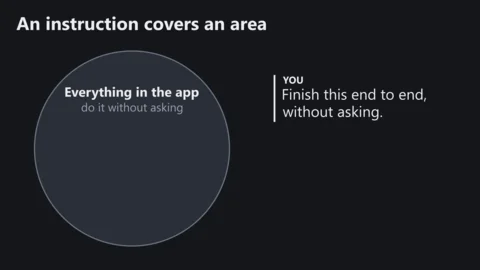 An instruction covers an area
Everything in the app
do it without asking
YOU
Finish this end to end,
without asking.